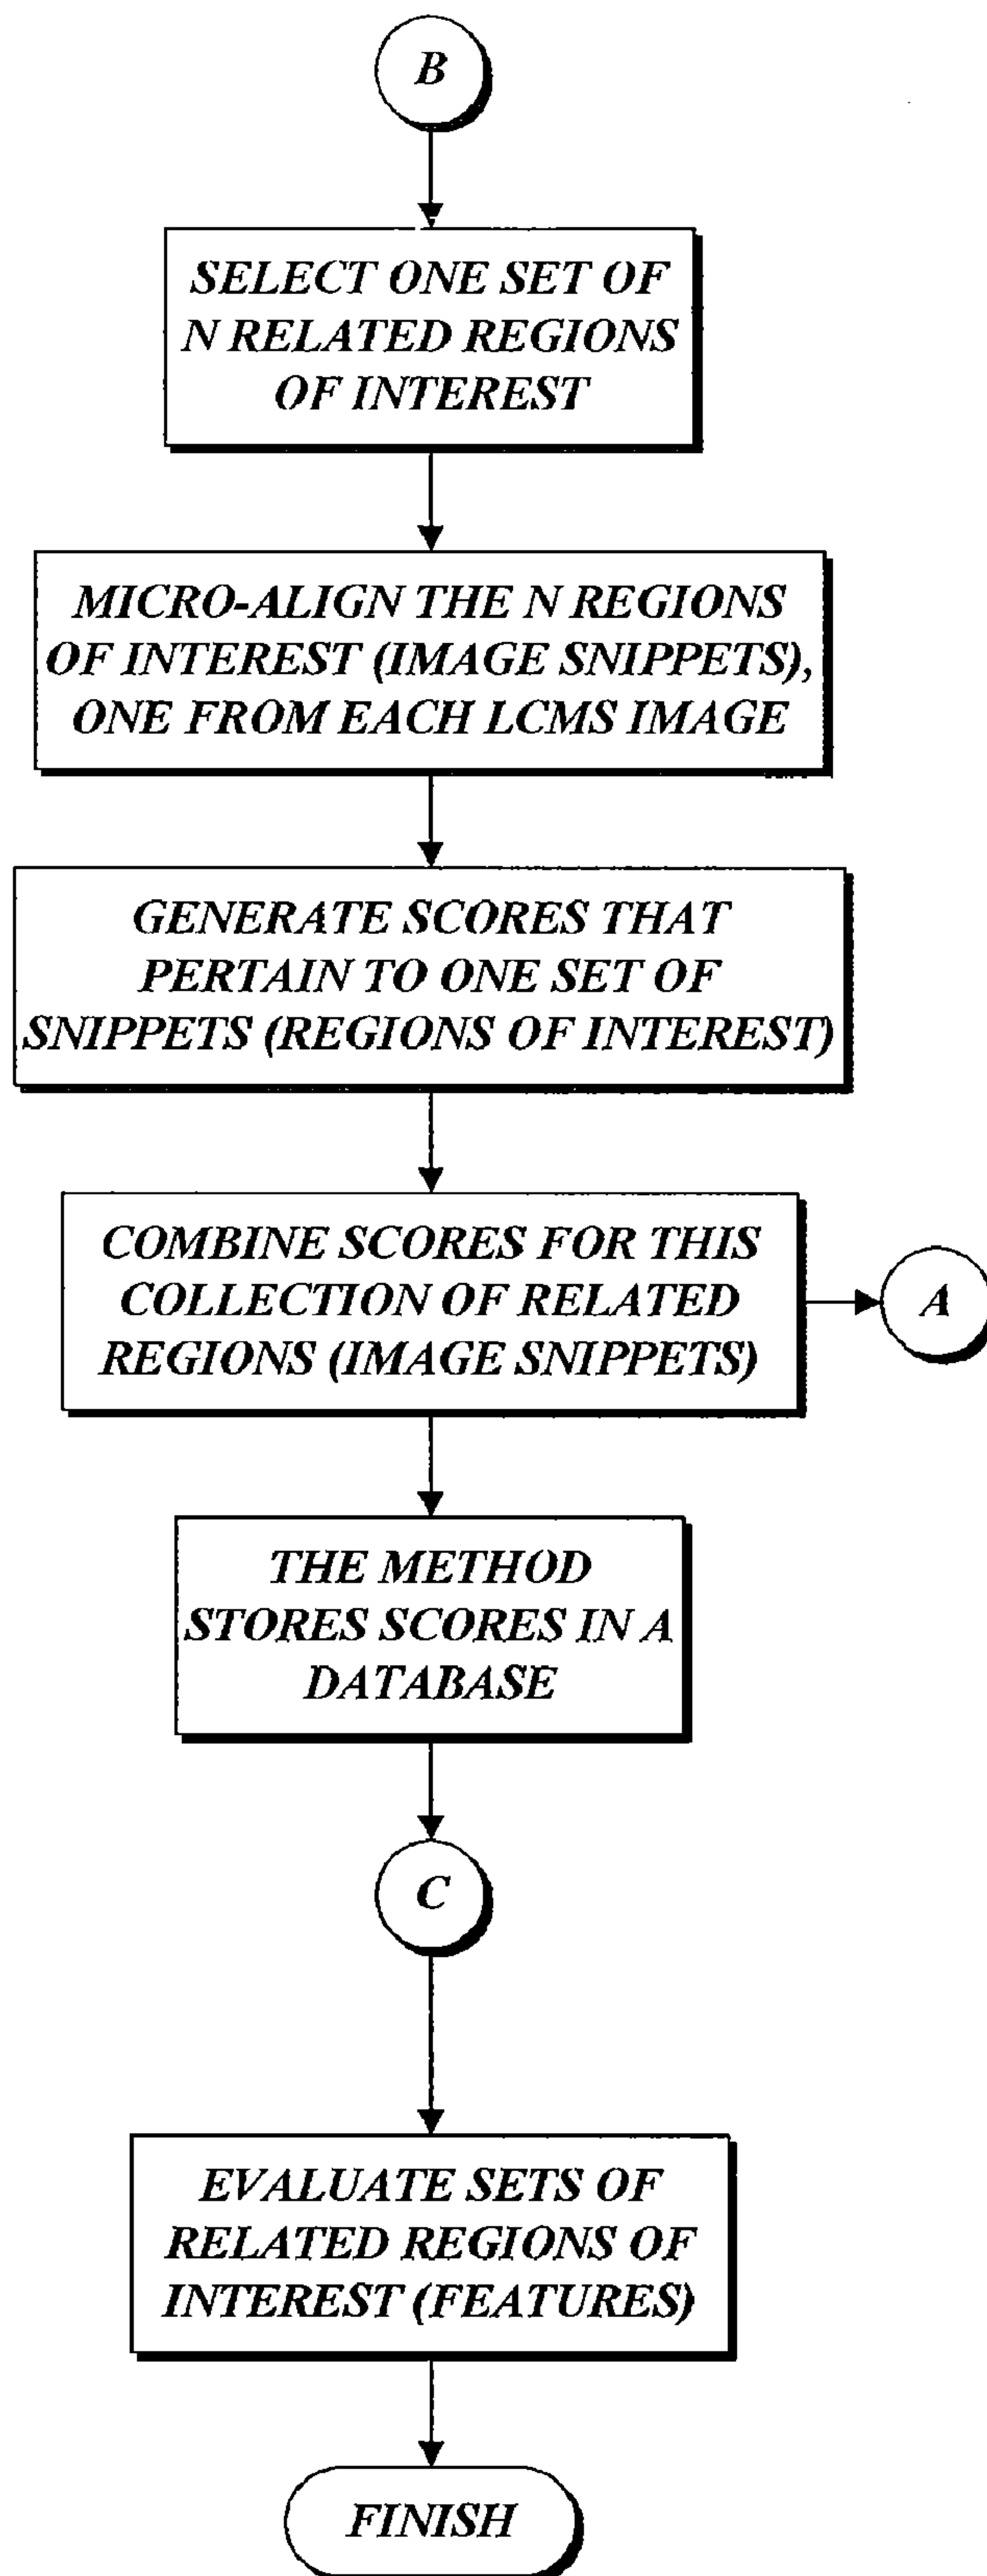 B
SELECT ONE SET OF
N RELATED REGIONS
OF INTEREST
MICRO-ALIGN THE N REGIONS
OF INTEREST (IMAGE SNIPPETS),
ONE FROM EACH LCMS IMAGE
GENERATE SCORES THAT
PERTAIN TO ONE SET OF
SNIPPETS (REGIONS OF INTEREST)
COMBINE SCORES FOR THIS
COLLECTION OF RELATED
REGIONS (IMAGE SNIPPETS)
A
THE METHOD
STORES SCORES IN A
DATABASE
C
EVALUATE SETS OF
RELATED REGIONS OF
INTEREST (FEATURES)
FINISH